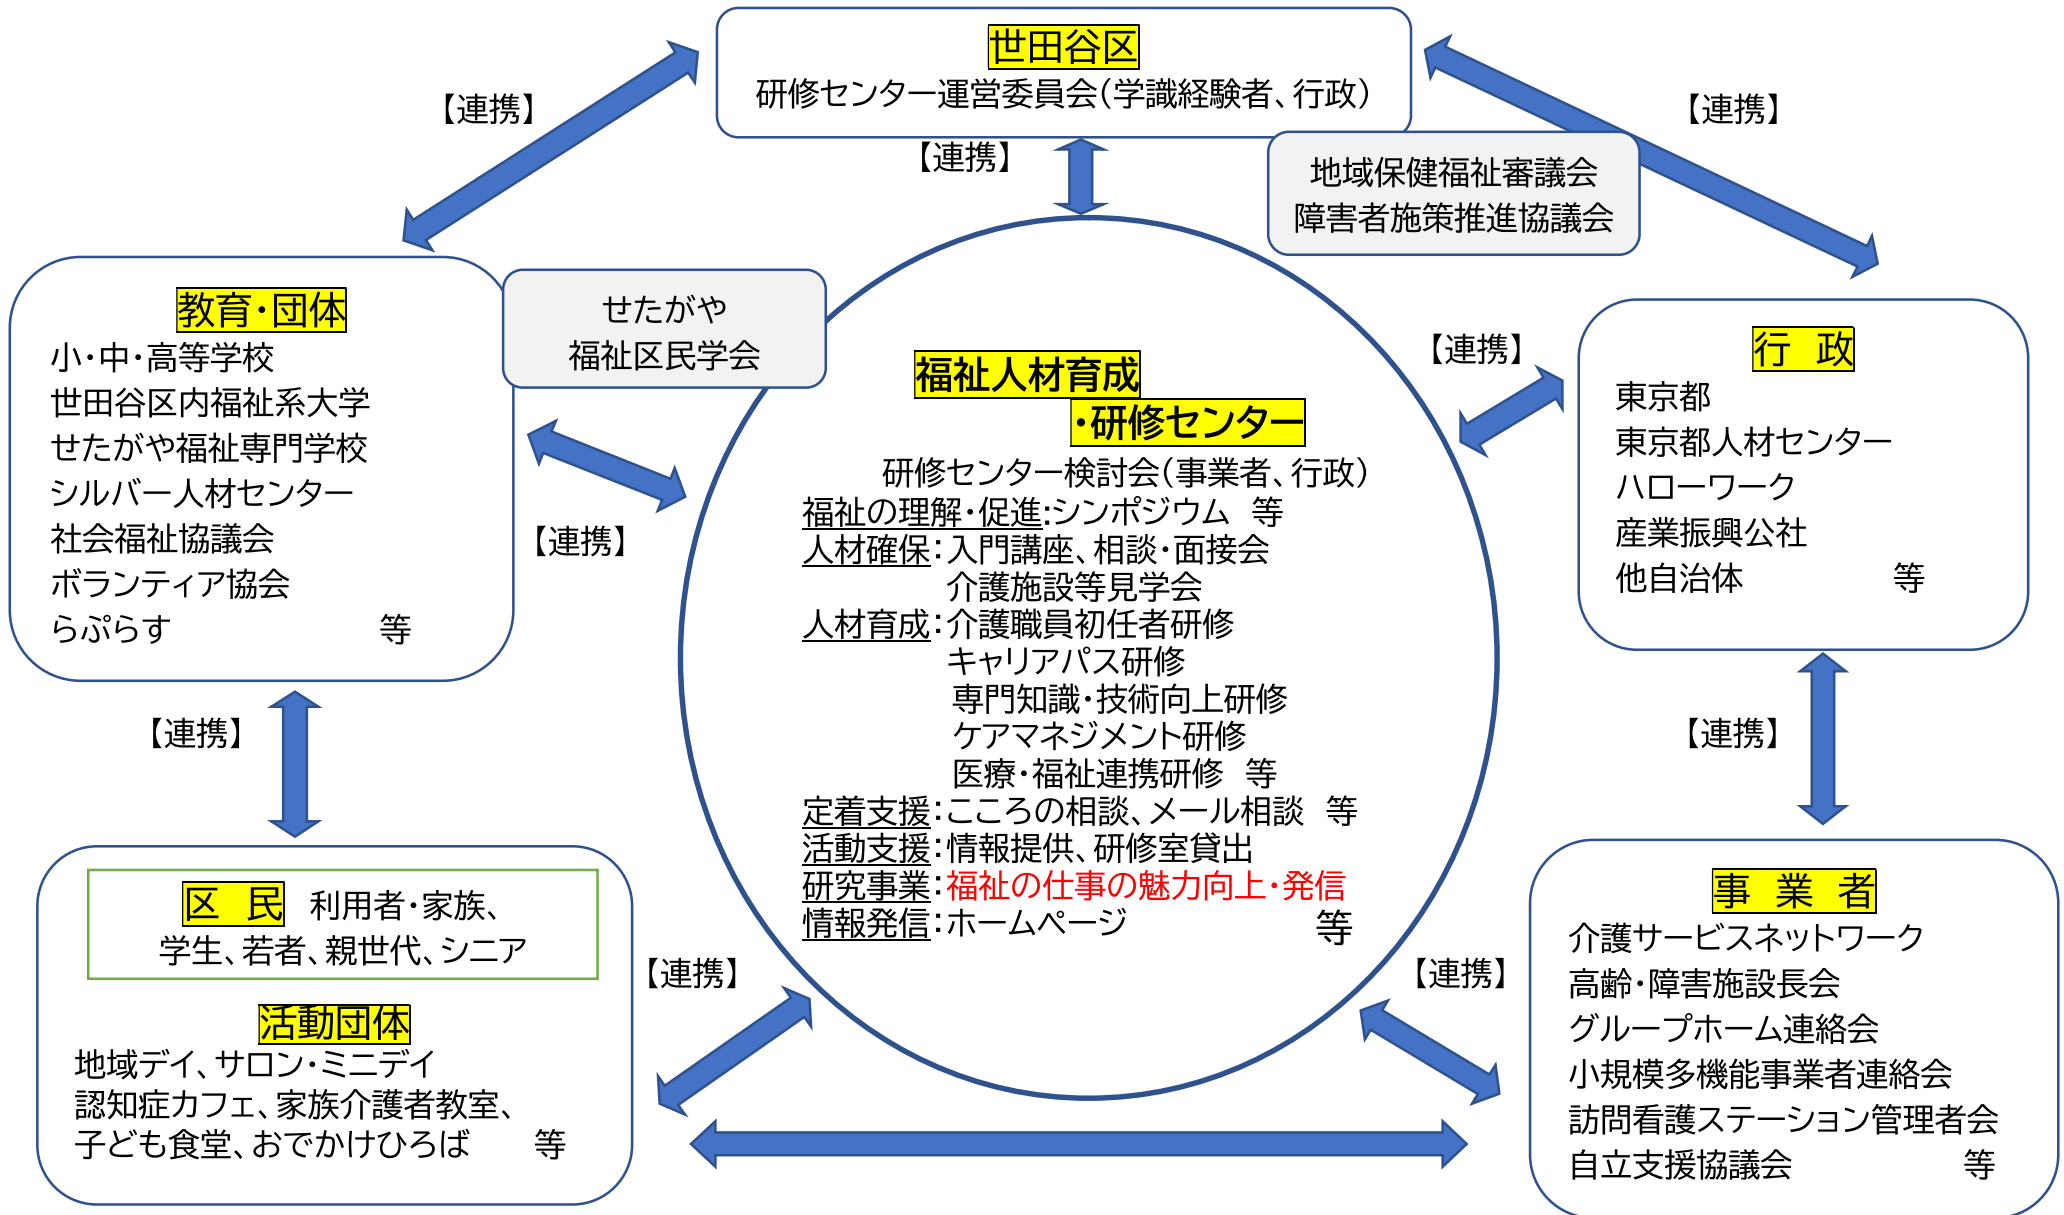 世田谷区
研修センター運営委員会（学識経験者、行政）
【連携】
【連携】
【連携】
地域保健福祉審議会
障害者施策推進協議会
教育・団体
小・中・高等学校
世田谷区内福祉系大学
せたがや福祉専門学校
シルバー人材センター
社会福祉協議会
ボランティア協会
らぷらす　等
せたがや
福祉区民学会
【連携】
福祉人材育成
・研修センター
研修センター検討会（事業者、行政）
福祉の理解・促進：シンポジウム　等
人材確保：入門講座、相談・面接会
介護施設等見学会
人材育成：介護職員初任者研修
キャリアパス研修
専門知識・技術向上研修
ケアマネジメント研修
医療・福祉連携研修　等
定着支援：こころの相談、メール相談　等
活動支援：情報提供、研修室貸出
研究事業：福祉の仕事の魅力向上・発信
情報発信：ホームページ　等
【連携】
行　政
東京都
東京都人材センター
ハローワーク
産業振興公社
他自治体　等
【連携】
【連携】
区　民　利用者・家族、
学生、若者、親世代、シニア
活動団体
地域デイ、サロン・ミニデイ
認知症カフェ、家族介護者教室、
子ども食堂、おでかけひろば　等
【連携】
【連携】
事　業　者
介護サービスネットワーク
高齢・障害施設長会
グループホーム連絡会
小規模多機能事業者連絡会
訪問看護ステーション管理者会
自立支援協議会　等